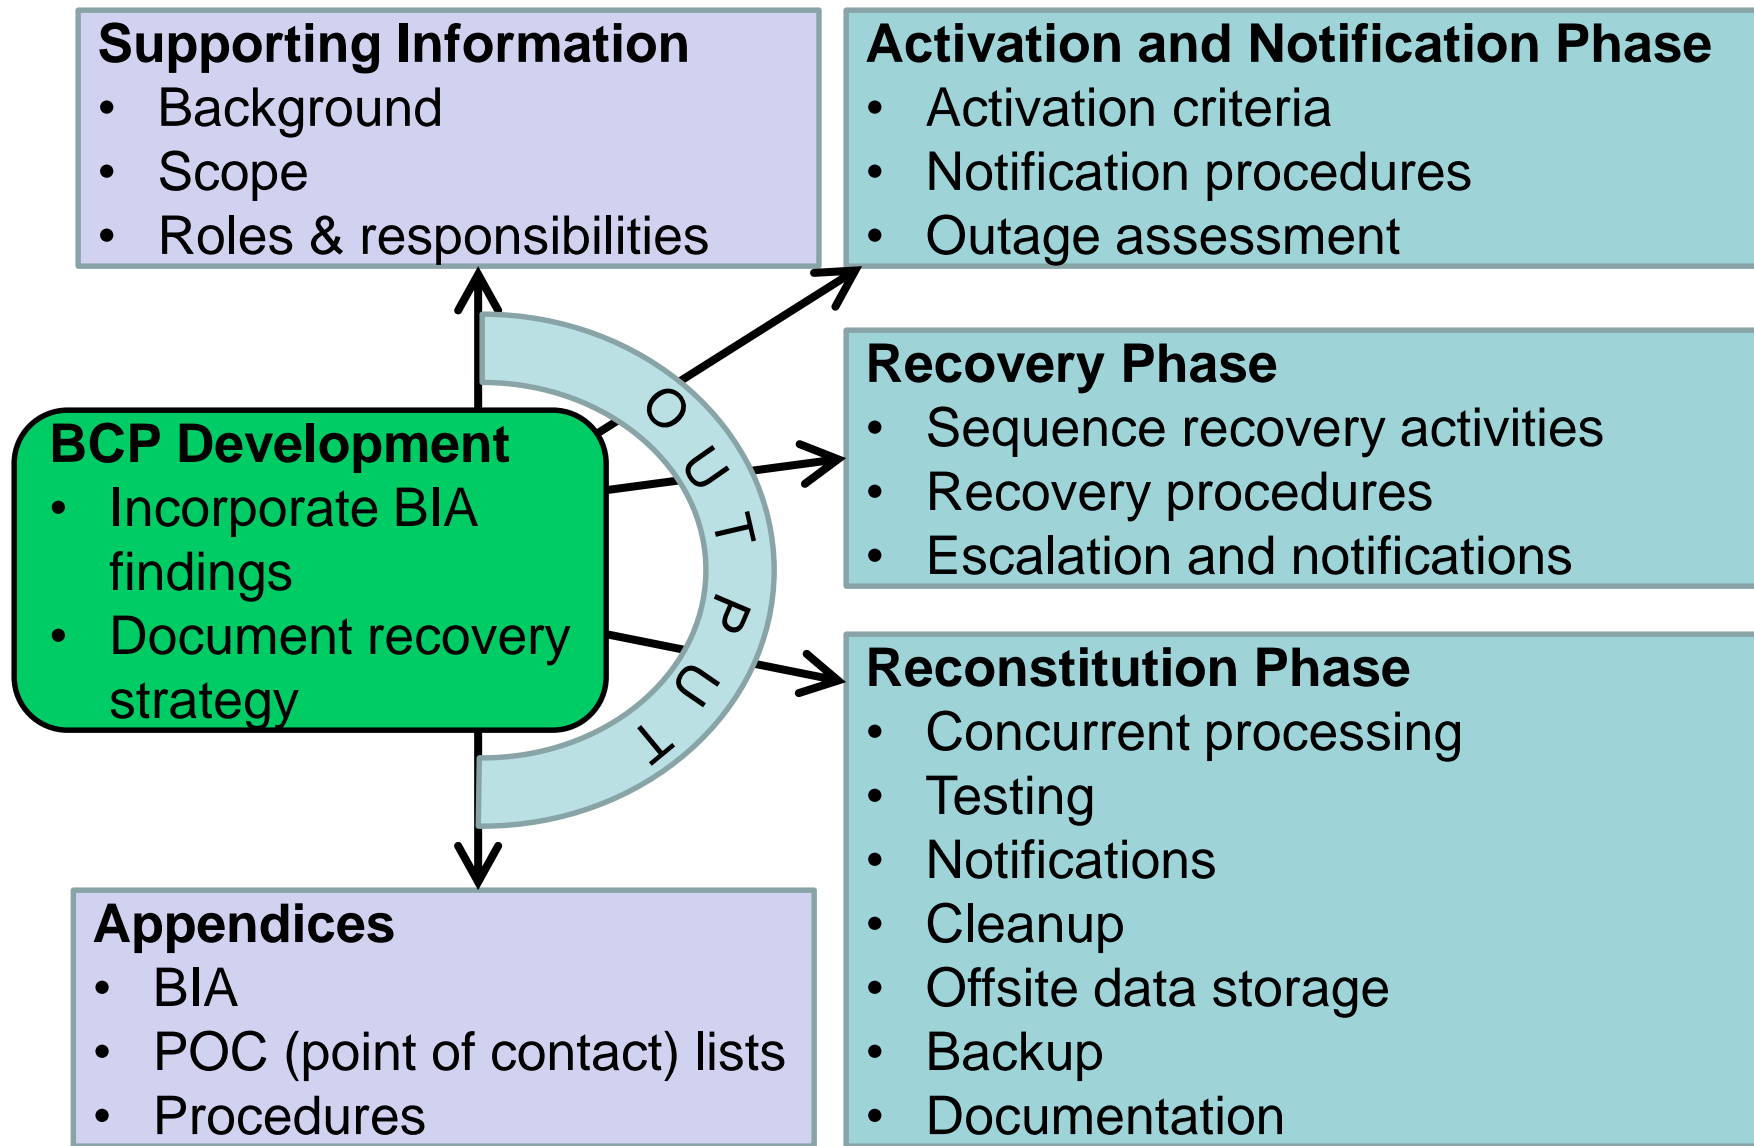 Supporting Information
• Background
• Scope
• Roles & responsibilities
Activation and Notification Phase
• Activation criteria
• Notification procedures
• Outage assessment
BCP Development
• Incorporate BIA
findings
• Document recovery
strategy
OUTPUT
Recovery Phase
• Sequence recovery activities
• Recovery procedures
• Escalation and notifications
Reconstitution Phase
• Concurrent processing
• Testing
• Notifications
• Cleanup
• Offsite data storage
• Backup
• Documentation
Appendices
• BIA
• POC (point of contact) lists
• Procedures